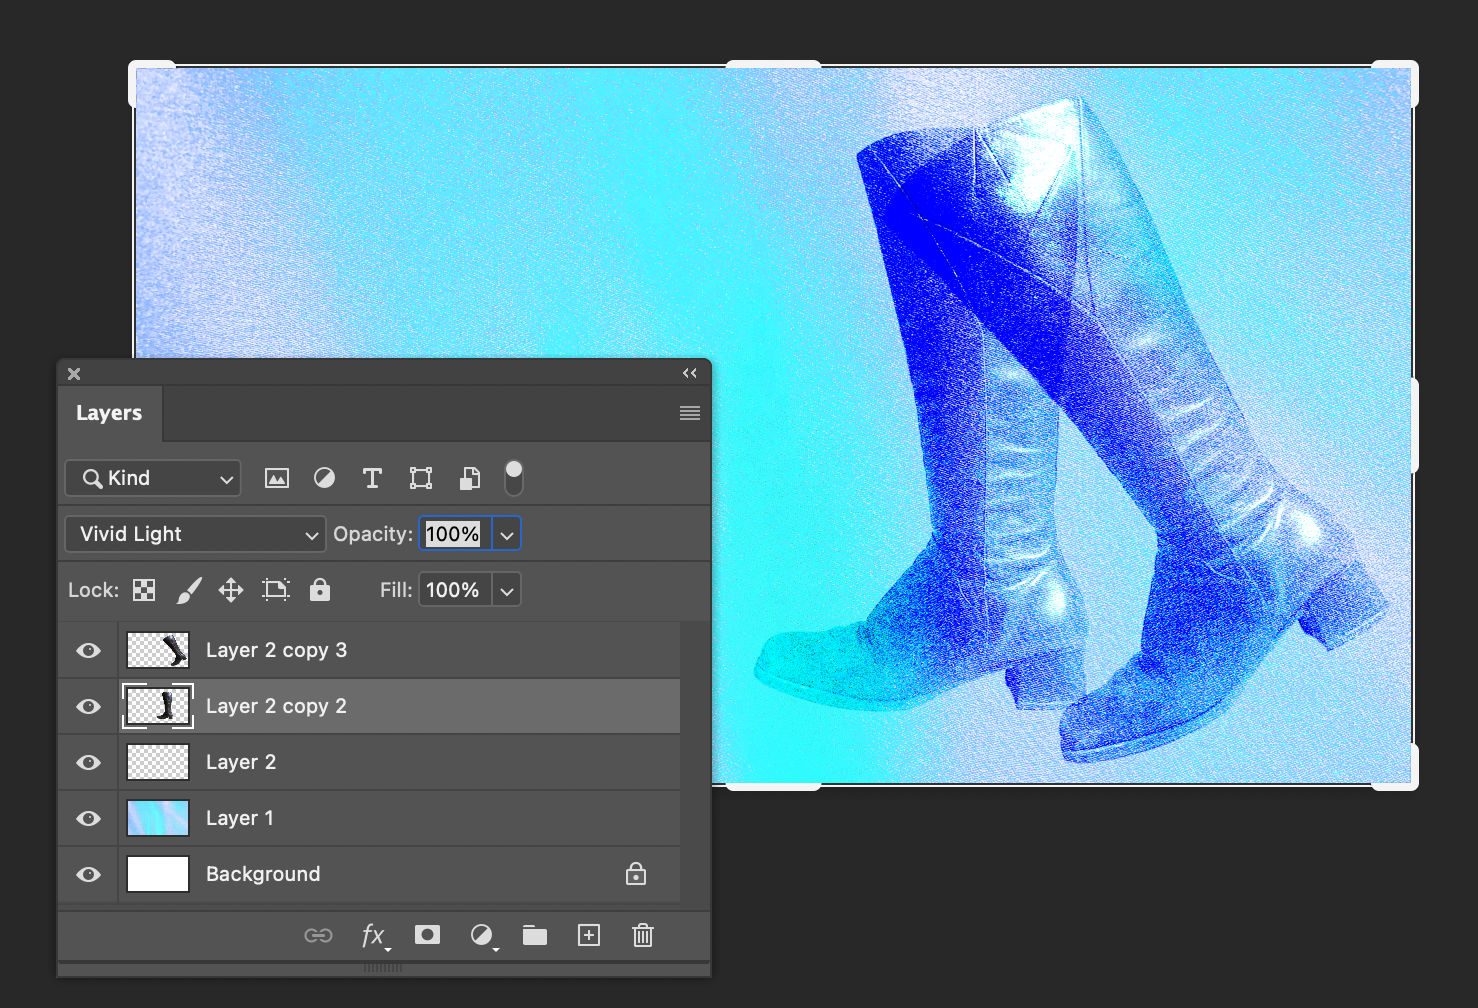 Layers
Kind
Vivid Light Opacity: 100%
Lock: Fill: 100%
Layer 2 copy 3
Layer 2 copy 2
Layer 2
Layer 1
Background
fx